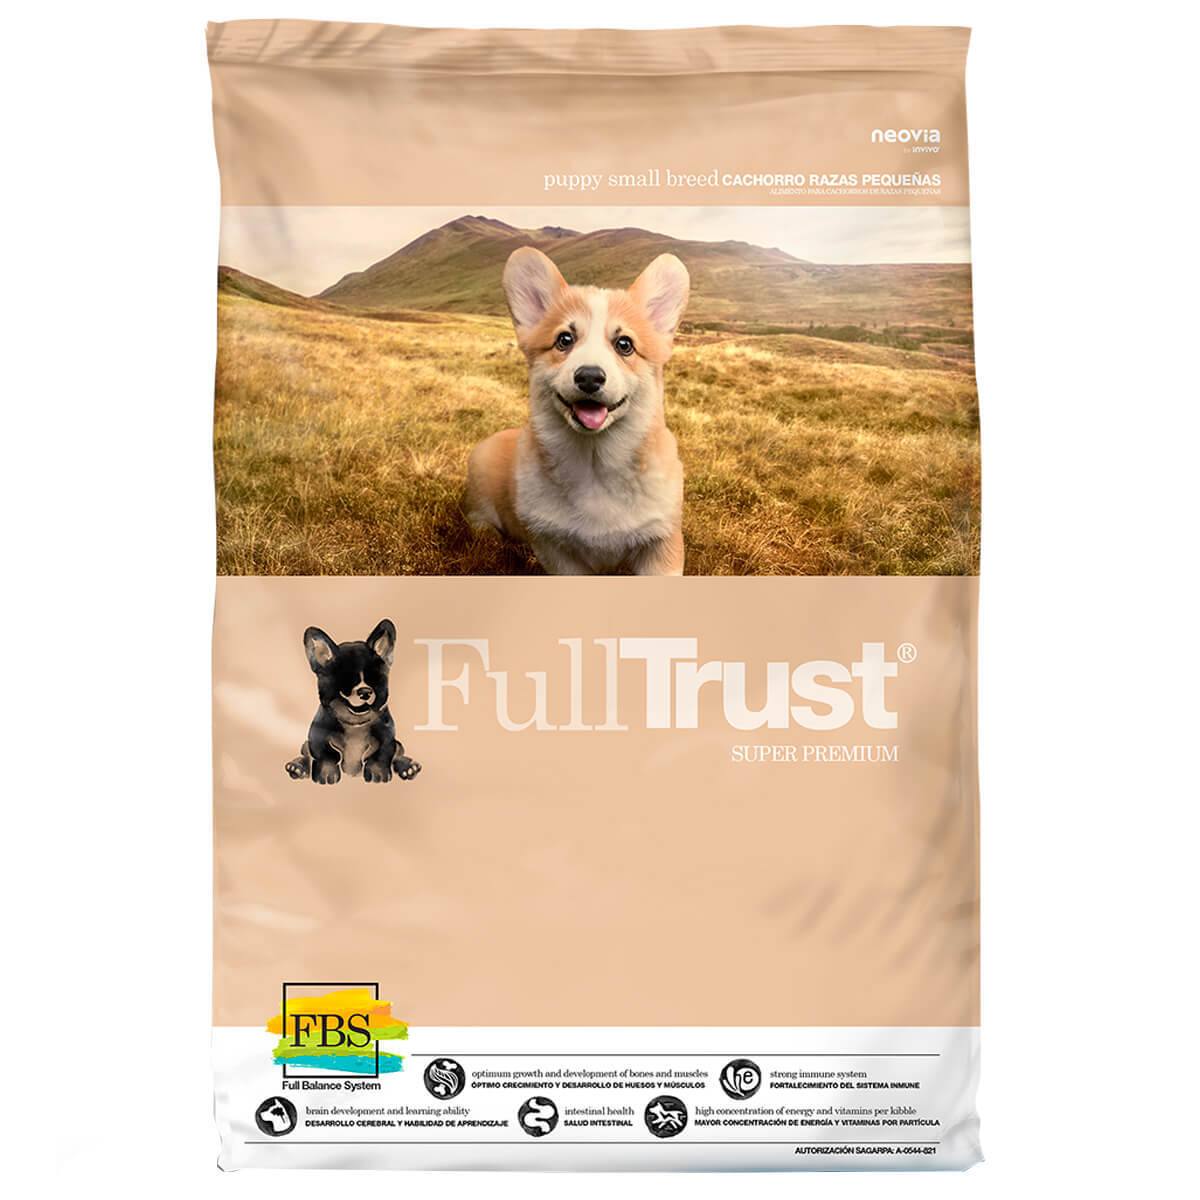 neovia
by invivo
puppy small breed CACHORRO RAZAS PEQUEÑAS
ALIMENTO PARA CACHORROS DE RAZAS PEQUEÑAS
FullTrust®
SUPER PREMIUM
FBS
Full Balance System
optimum growth and development of bones and muscles
ÓPTIMO CRECIMIENTO Y DESARROLLO DE HUESOS Y MÚSCULOS
strong immune system
FORTALECIMIENTO DEL SISTEMA INMUNE
brain development and learning ability
DESARROLLO CEREBRAL Y HABILIDAD DE APRENDIZAJE
intestinal health
SALUD INTESTINAL
high concentration of energy and vitamins per kibble
MAYOR CONCENTRACIÓN DE ENERGÍA Y VITAMINAS POR PARTÍCULA
AUTORIZACIÓN SAGARPA: A-0544-821